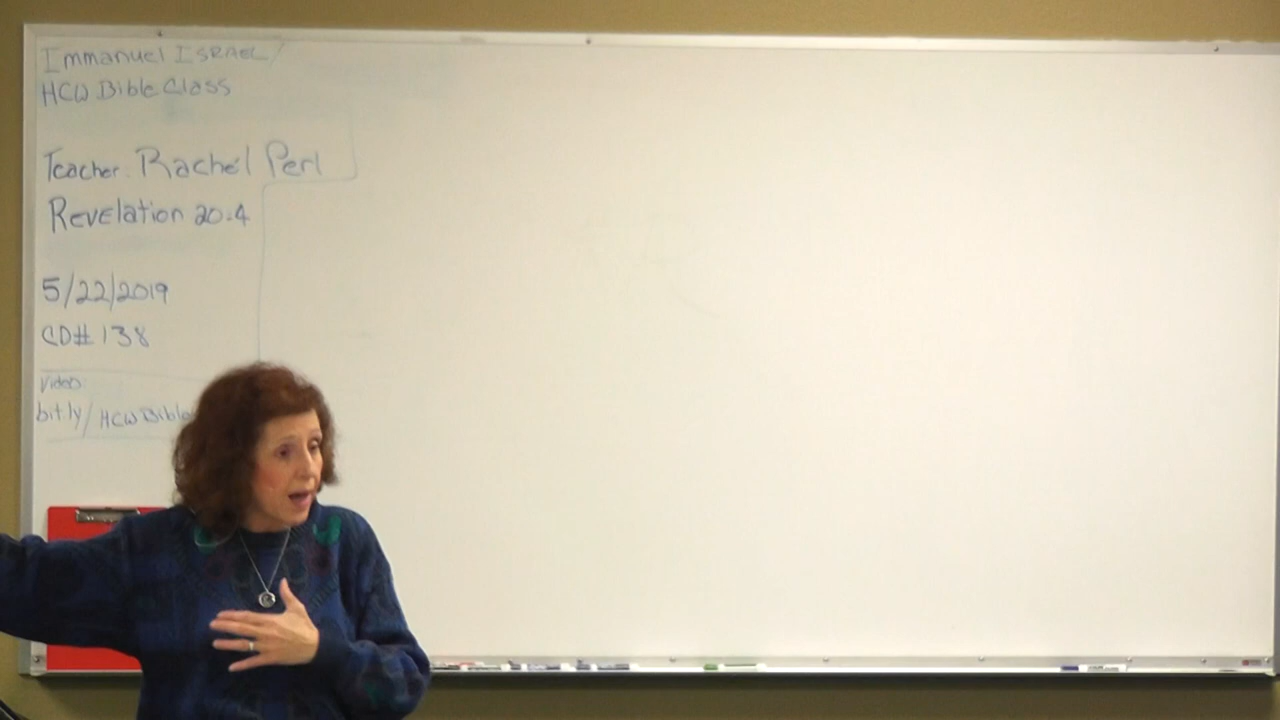 Immanuel ISRAEL/
HCW Bible Class
Teacher: Rachel Perl
Revelation 20:4
5/22/2019
CD# 138
Video:
bit.ly/HCWBible